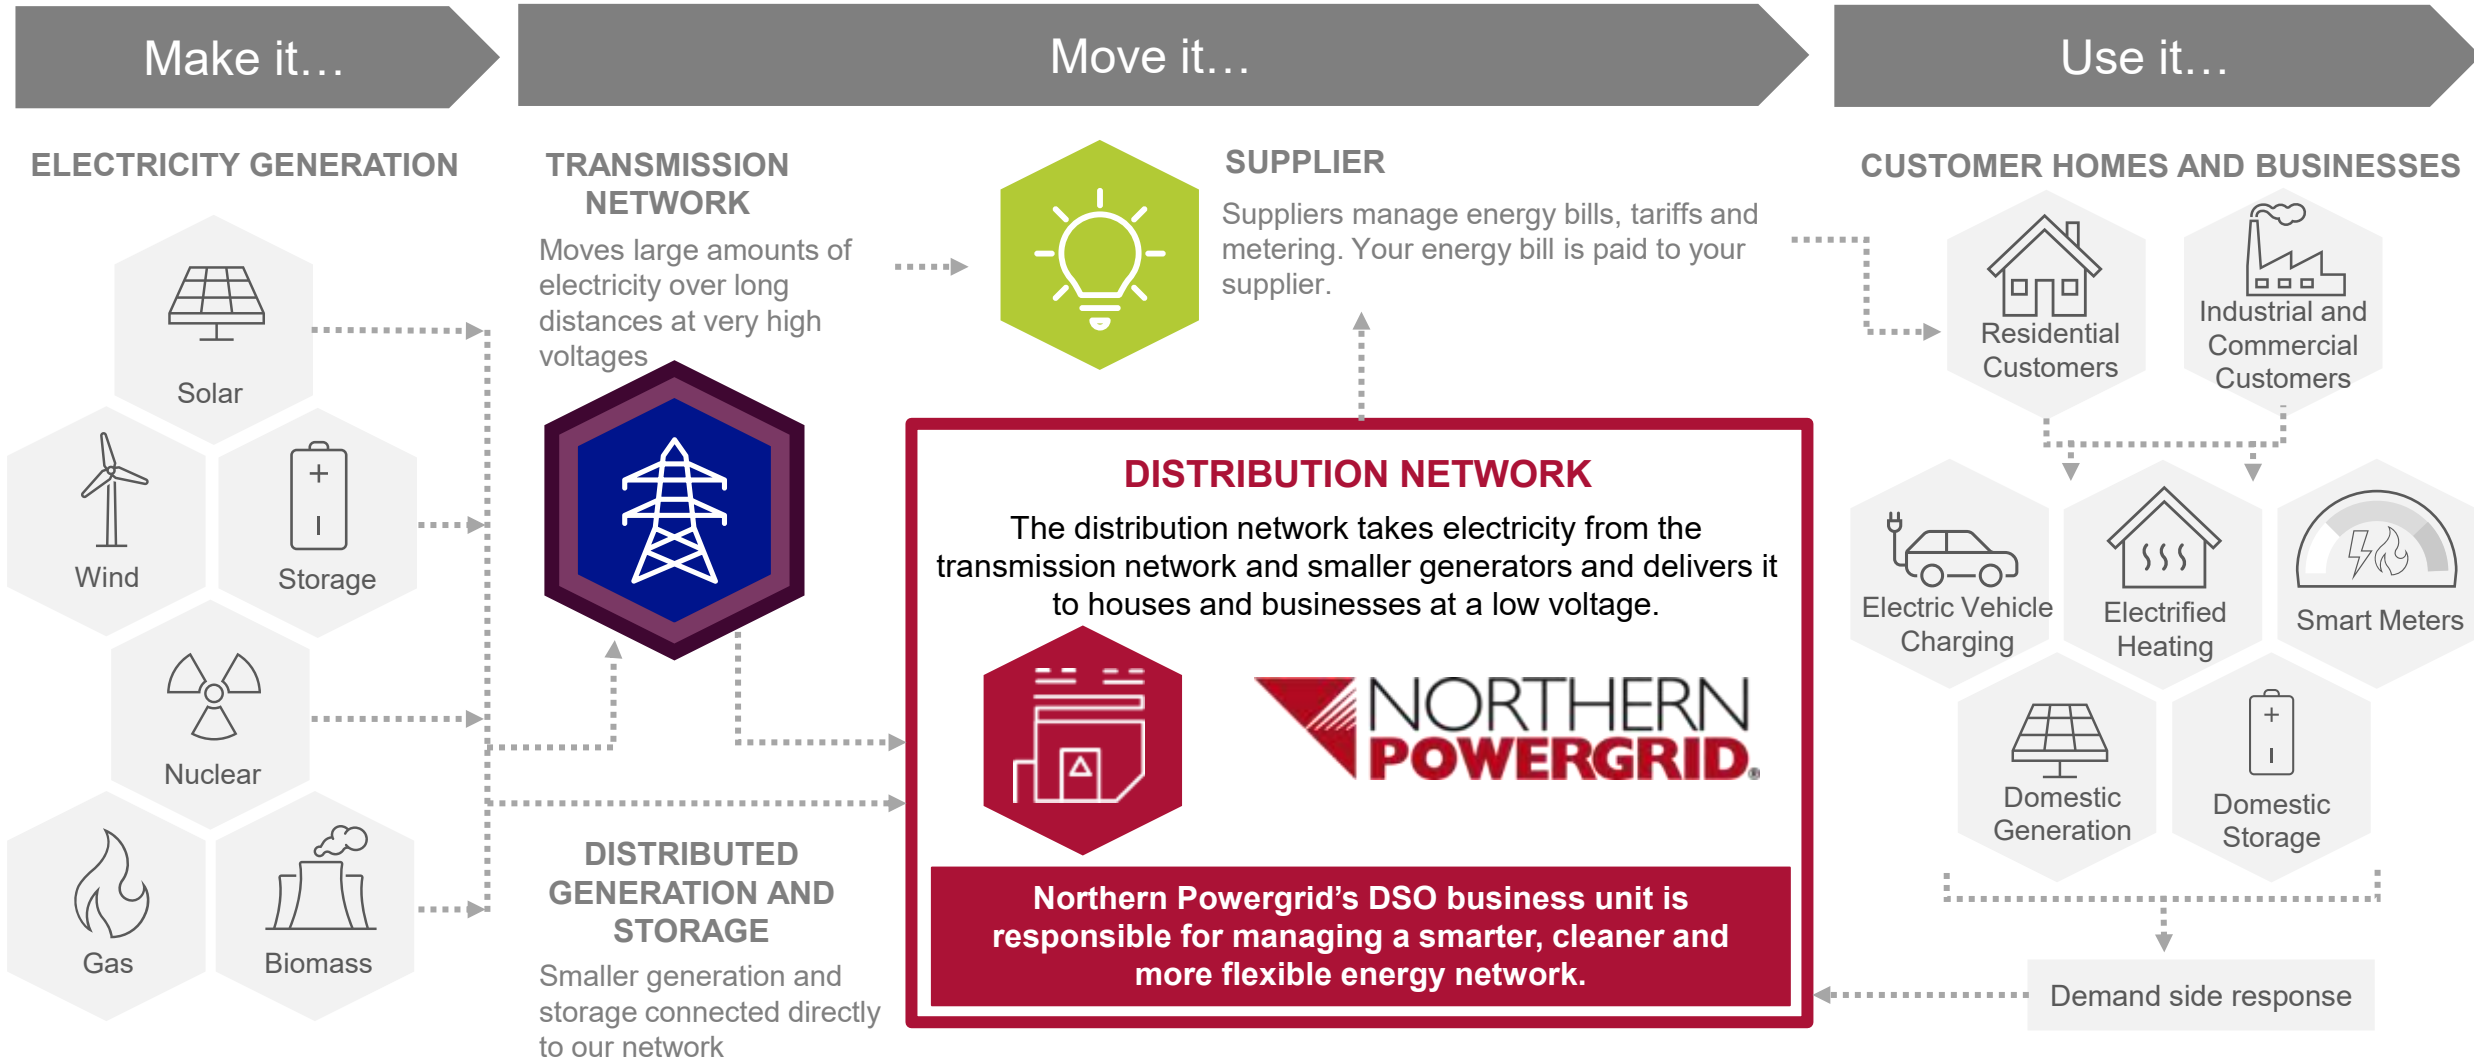 Make it…
Move it…
Use it…
ELECTRICITY GENERATION
Solar
Wind
Storage
Nuclear
Gas
Biomass
TRANSMISSION
NETWORK
Moves large amounts of
electricity over long
distances at very high
voltages
SUPPLIER
Suppliers manage energy bills, tariffs and
metering. Your energy bill is paid to your
supplier.
DISTRIBUTION NETWORK
The distribution network takes electricity from the
transmission network and smaller generators and delivers it
to houses and businesses at a low voltage.
NORTHERN
POWERGRID®
Northern Powergrid’s DSO business unit is
responsible for managing a smarter, cleaner and
more flexible energy network.
DISTRIBUTED
GENERATION AND
STORAGE
Smaller generation and
storage connected directly
to our network
CUSTOMER HOMES AND BUSINESSES
Residential
Customers
Industrial and
Commercial
Customers
Electric Vehicle
Charging
Electrified
Heating
Smart Meters
Domestic
Generation
Domestic
Storage
Demand side response